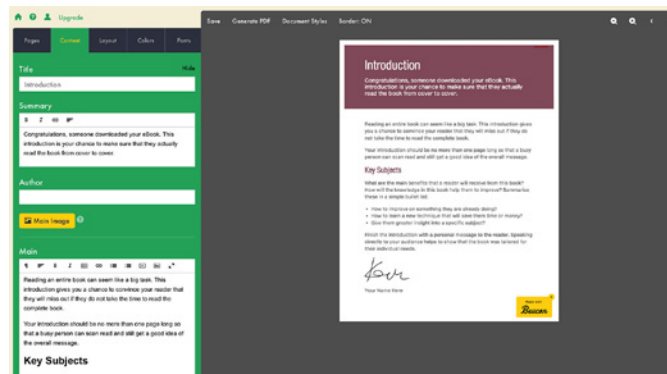 Upgrade
Pages Content Layout Colors Posts
Title Hide
Introduction
Summary
Congratulations, someone downloaded your eBook. This
introduction is your chance to make sure that they actually
read the book from cover to cover.
Author
Main Image
Main
Reading an entire book can seem like a big task. This
introduction gives you a chance to convince your reader that
they will miss out if they do not take the time to read the
complete book.
Your introduction should be no more than one page long so
that a busy person can scan read and still get a good idea of
the overall message.
Key Subjects
Save Generate PDF Document Styles Border: ON
Introduction
Congratulations, someone downloaded your eBook. This
introduction is your chance to make sure that they actually
read the book from cover to cover.
Reading an entire book can seem like a big task. This introduction gives
you a chance to convince your reader that they will miss out if they do
not take the time to read the complete book.
Your introduction should be no more than one page long so that a busy
person can scan read and still get a good idea of the overall message.
Key Subjects
What are the main benefits that a reader will receive from this book?
How will the knowledge in this book help them to improve? Summarise
these in a simple bullet list
• How to improve on something they are already doing?
• How to learn a new technique that will save them time or money?
• Give them greater insight into a specific subject?
Finish the introduction with a personal message to the reader. Speaking
directly to your audience helps to show that the book was tailored for
their individual needs.
Your Name Here
Beacon